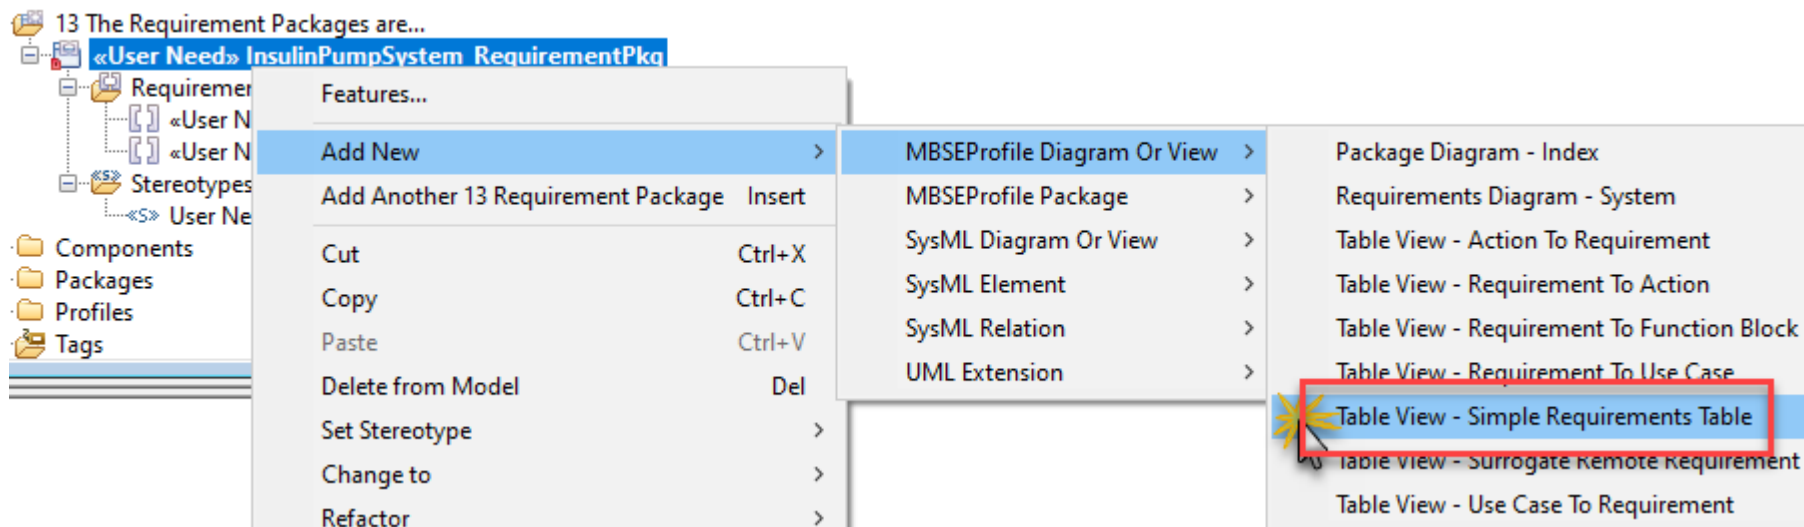 13 The Requirement Packages are...
«User Need» InsulinPumpSystem_RequirementPkg
Requiremer
«User N
«User N
Stereotypes
«S» User Ne
Components
Packages
Profiles
Tags
Features...
Add New
Add Another 13 Requirement Package Insert
Cut Ctrl+X
Copy Ctrl+C
Paste Ctrl+V
Delete from Model Del
Set Stereotype
Change to
Refactor
MBSEProfile Diagram Or View
MBSEProfile Package
SysML Diagram Or View
SysML Element
SysML Relation
UML Extension
Package Diagram - Index
Requirements Diagram - System
Table View - Action To Requirement
Table View - Requirement To Action
Table View - Requirement To Function Block
Table View - Requirement To Use Case
Table View - Simple Requirements Table
Table View - Surrogate Remote Requirement
Table View - Use Case To Requirement